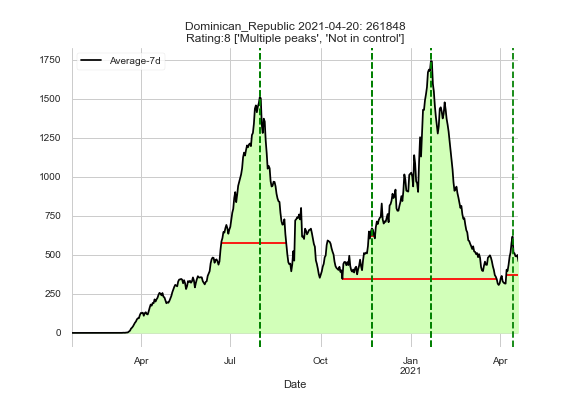 Dominican_Republic 2021-04-20: 261848
Rating:8 ['Multiple peaks', 'Not in control']
Average-7d
1750
1500
1250
1000
750
500
250
0
Apr
Jul
Oct
Jan
2021
Apr
Date